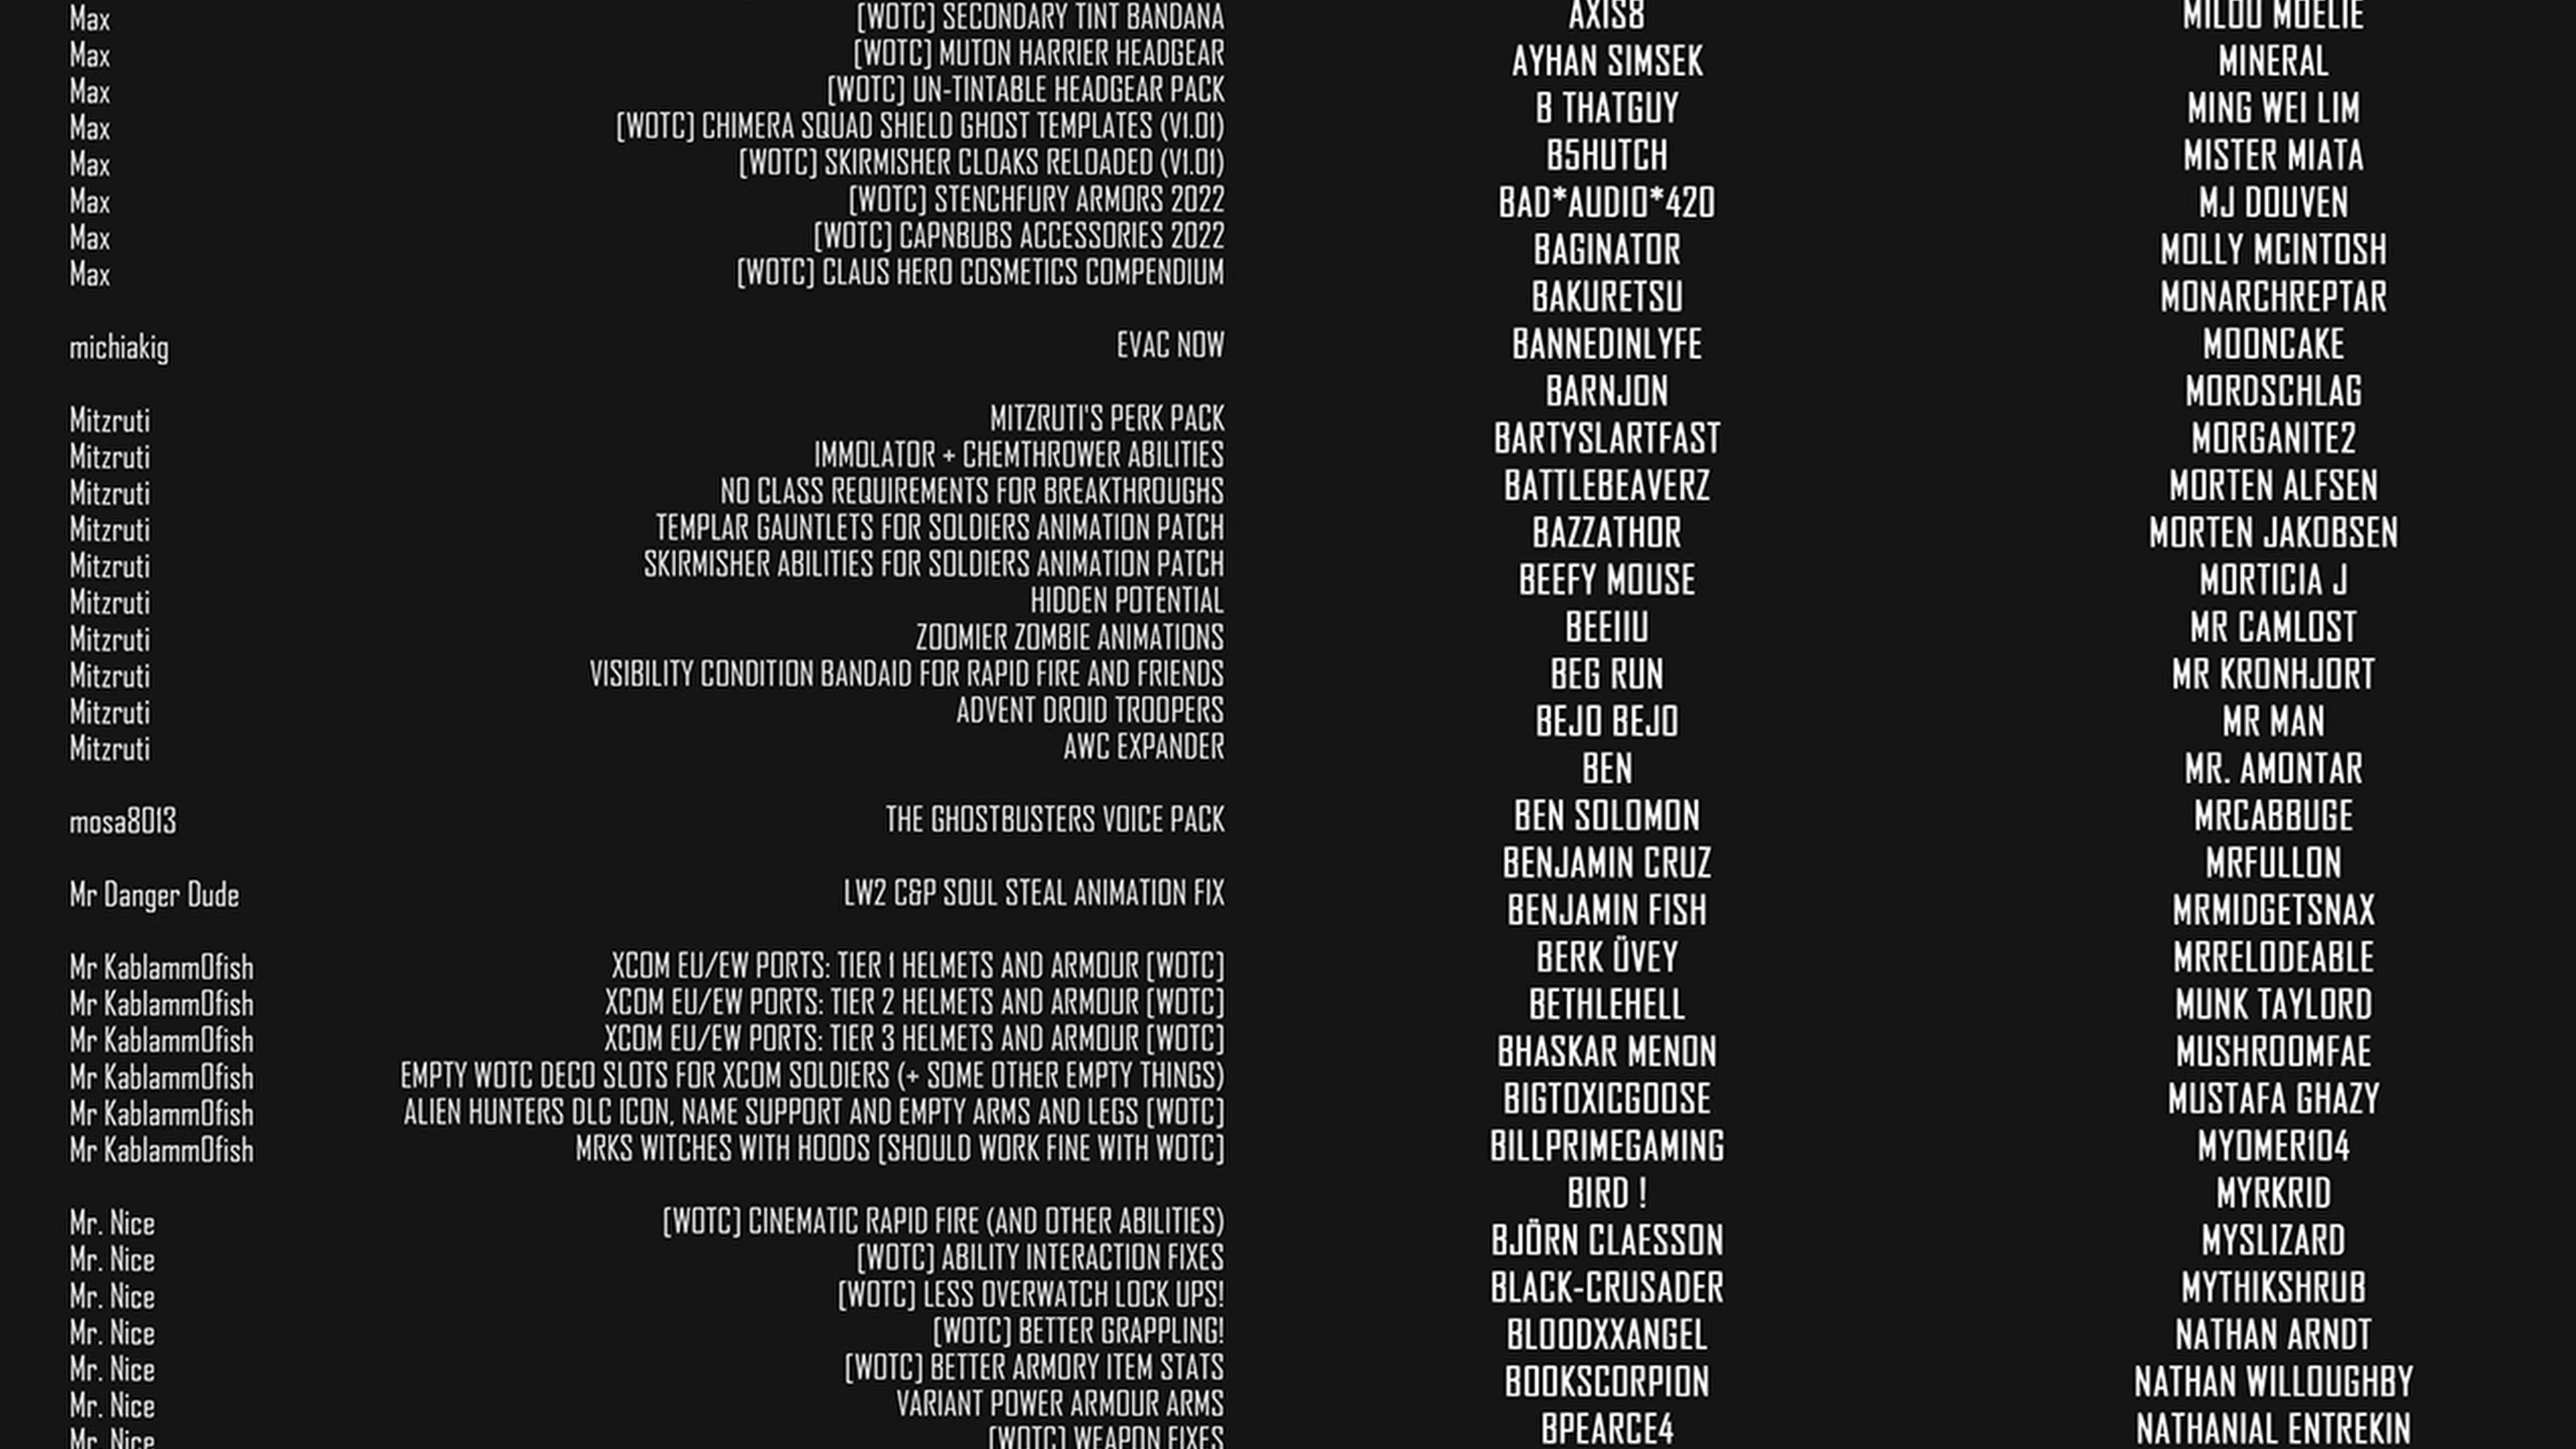 Max [WOTC] SECONDARY TINT BANDANA
Max [WOTC] MUTON HARRIER HEADGEAR
Max [WOTC] UN-TINTABLE HEADGEAR PACK
Max [WOTC] CHIMERA SQUAD SHIELD GHOST TEMPLATES (V1.01)
Max [WOTC] SKIRMISHER CLOAKS RELOADED (V1.01)
Max [WOTC] STENCHFURY ARMORS 2022
Max [WOTC] CAPNBUBS ACCESSORIES 2022
Max [WOTC] CLAUS HERO COSMETICS COMPENDIUM
michiakig EVAC NOW
Mitzruti MITZRUTI'S PERK PACK
Mitzruti IMMOLATOR + CHEMTHROWER ABILITIES
Mitzruti NO CLASS REQUIREMENTS FOR BREAKTHROUGHS
Mitzruti TEMPLAR GAUNTLETS FOR SOLDIERS ANIMATION PATCH
Mitzruti SKIRMISHER ABILITIES FOR SOLDIERS ANIMATION PATCH
Mitzruti HIDDEN POTENTIAL
Mitzruti ZOOMIER ZOMBIE ANIMATIONS
Mitzruti VISIBILITY CONDITION BANDAID FOR RAPID FIRE AND FRIENDS
Mitzruti ADVENT DROID TROOPERS
Mitzruti AWC EXPANDER
mosa8013 THE GHOSTBUSTERS VOICE PACK
Mr Danger Dude LW2 C&P SOUL STEAL ANIMATION FIX
Mr Kablamm0fish XCOM EU/EW PORTS: TIER 1 HELMETS AND ARMOUR [WOTC]
Mr Kablamm0fish XCOM EU/EW PORTS: TIER 2 HELMETS AND ARMOUR [WOTC]
Mr Kablamm0fish XCOM EU/EW PORTS: TIER 3 HELMETS AND ARMOUR [WOTC]
Mr Kablamm0fish EMPTY WOTC DECO SLOTS FOR XCOM SOLDIERS (+ SOME OTHER EMPTY THINGS)
Mr Kablamm0fish ALIEN HUNTERS DLC ICON, NAME SUPPORT AND EMPTY ARMS AND LEGS [WOTC]
Mr Kablamm0fish MRKS WITCHES WITH HOODS [SHOULD WORK FINE WITH WOTC]
Mr. Nice [WOTC] CINEMATIC RAPID FIRE (AND OTHER ABILITIES)
Mr. Nice [WOTC] ABILITY INTERACTION FIXES
Mr. Nice [WOTC] LESS OVERWATCH LOCK UPS!
Mr. Nice [WOTC] BETTER GRAPPLING!
Mr. Nice [WOTC] BETTER ARMORY ITEM STATS
Mr. Nice VARIANT POWER ARMOUR ARMS
Mr. Nice [WOTC] WEAPON FIXES
AXIS8
AYHAN SIMSEK
B THATGUY
B5HUTCH
BAD*AUDIO*420
BAGINATOR
BAKURETSU
BANNEDINLYFE
BARNJON
BARTYSLARTFAST
BATTLEBEAVERZ
BAZZATHOR
BEEFY MOUSE
BEEIIU
BEG RUN
BEJO BEJO
BEN
BEN SOLOMON
BENJAMIN CRUZ
BENJAMIN FISH
BERK ÜVEY
BETHLEHELL
BHASKAR MENON
BIGTOXICGOOSE
BILLPRIMEGAMING
BIRD !
BJÖRN CLAESSON
BLACK-CRUSADER
BLOODXXANGEL
BOOKSCORPION
BPEARCE4
MILOU MOELIE
MINERAL
MING WEI LIM
MISTER MIATA
MJ DOUVEN
MOLLY MCINTOSH
MONARCHREPTAR
MOONCAKE
MORDSCHLAG
MORGANITE2
MORTEN ALFSEN
MORTEN JAKOBSEN
MORTICIA J
MR CAMLOST
MR KRONHJORT
MR MAN
MR. AMONTAR
MRCABBUGE
MRFULLON
MRMIDGETSNAX
MRRELODEABLE
MUNK TAYLORD
MUSHROOMFAE
MUSTAFA GHAZY
MYOMER104
MYRKRID
MYSLIZARD
MYTHIKSHRUB
NATHAN ARNDT
NATHAN WILLOUGHBY
NATHANIAL ENTREKIN